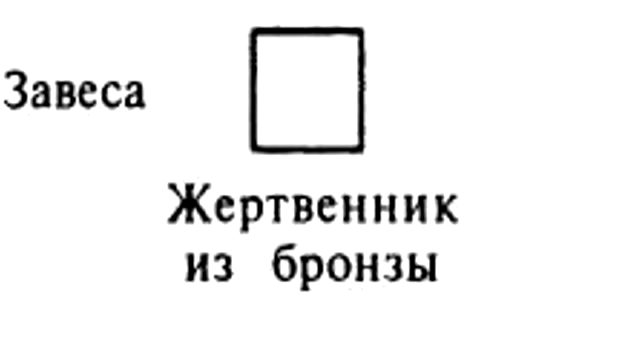 Завеса
Жертвенник
из бронзы